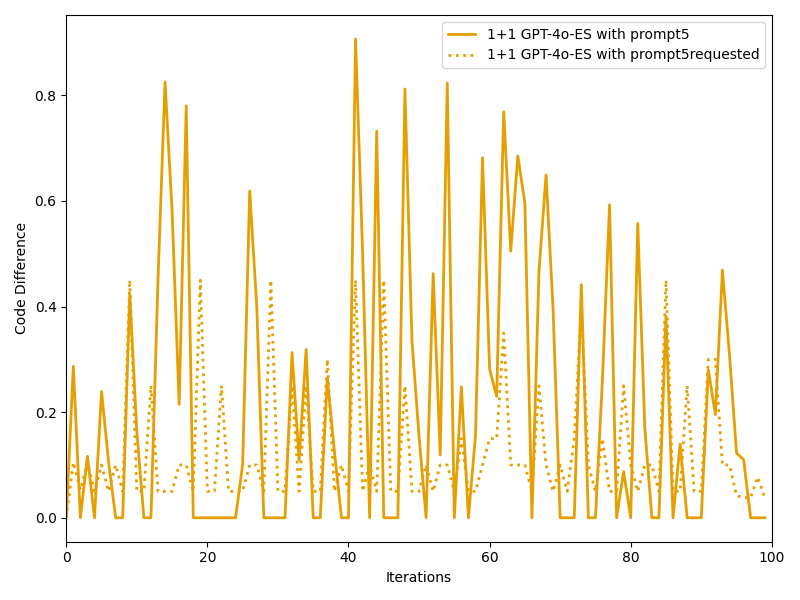 1+1 GPT-4o-ES with prompt5
1+1 GPT-4o-ES with prompt5requested
Code Difference
0.8
0.6
0.4
0.2
0.0
0 20 40 60 80 100
Iterations